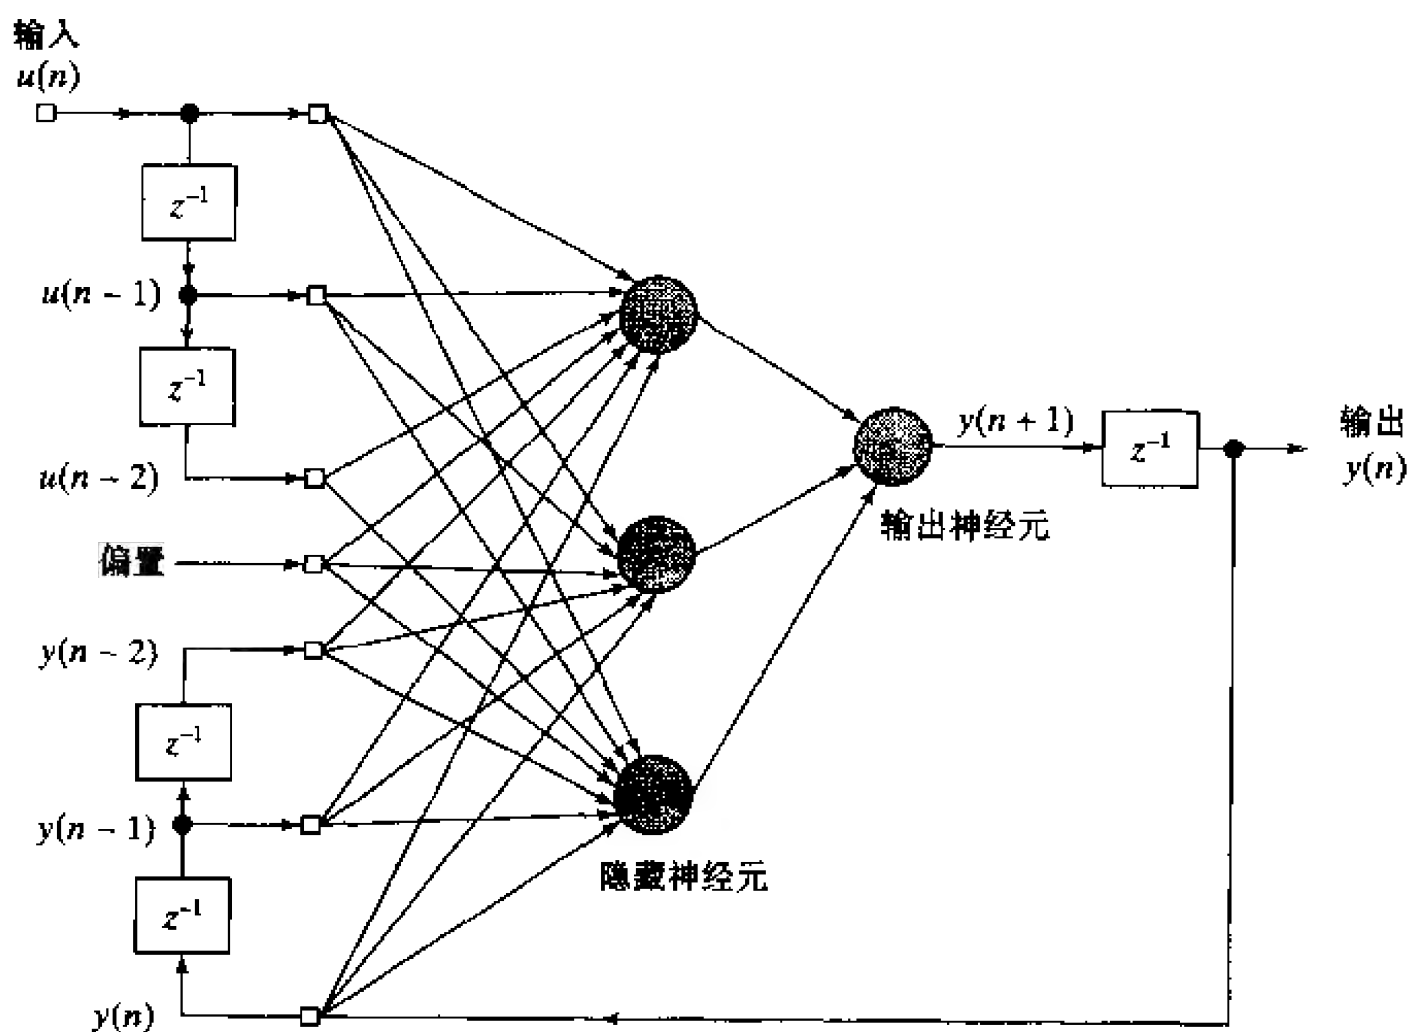 输入
u(n)
z⁻¹
u(n - 1)
z⁻¹
u(n - 2)
偏置
y(n - 2)
z⁻¹
y(n - 1)
z⁻¹
y(n)
隐藏神经元
输出神经元
y(n + 1)
z⁻¹
输出
y(n)